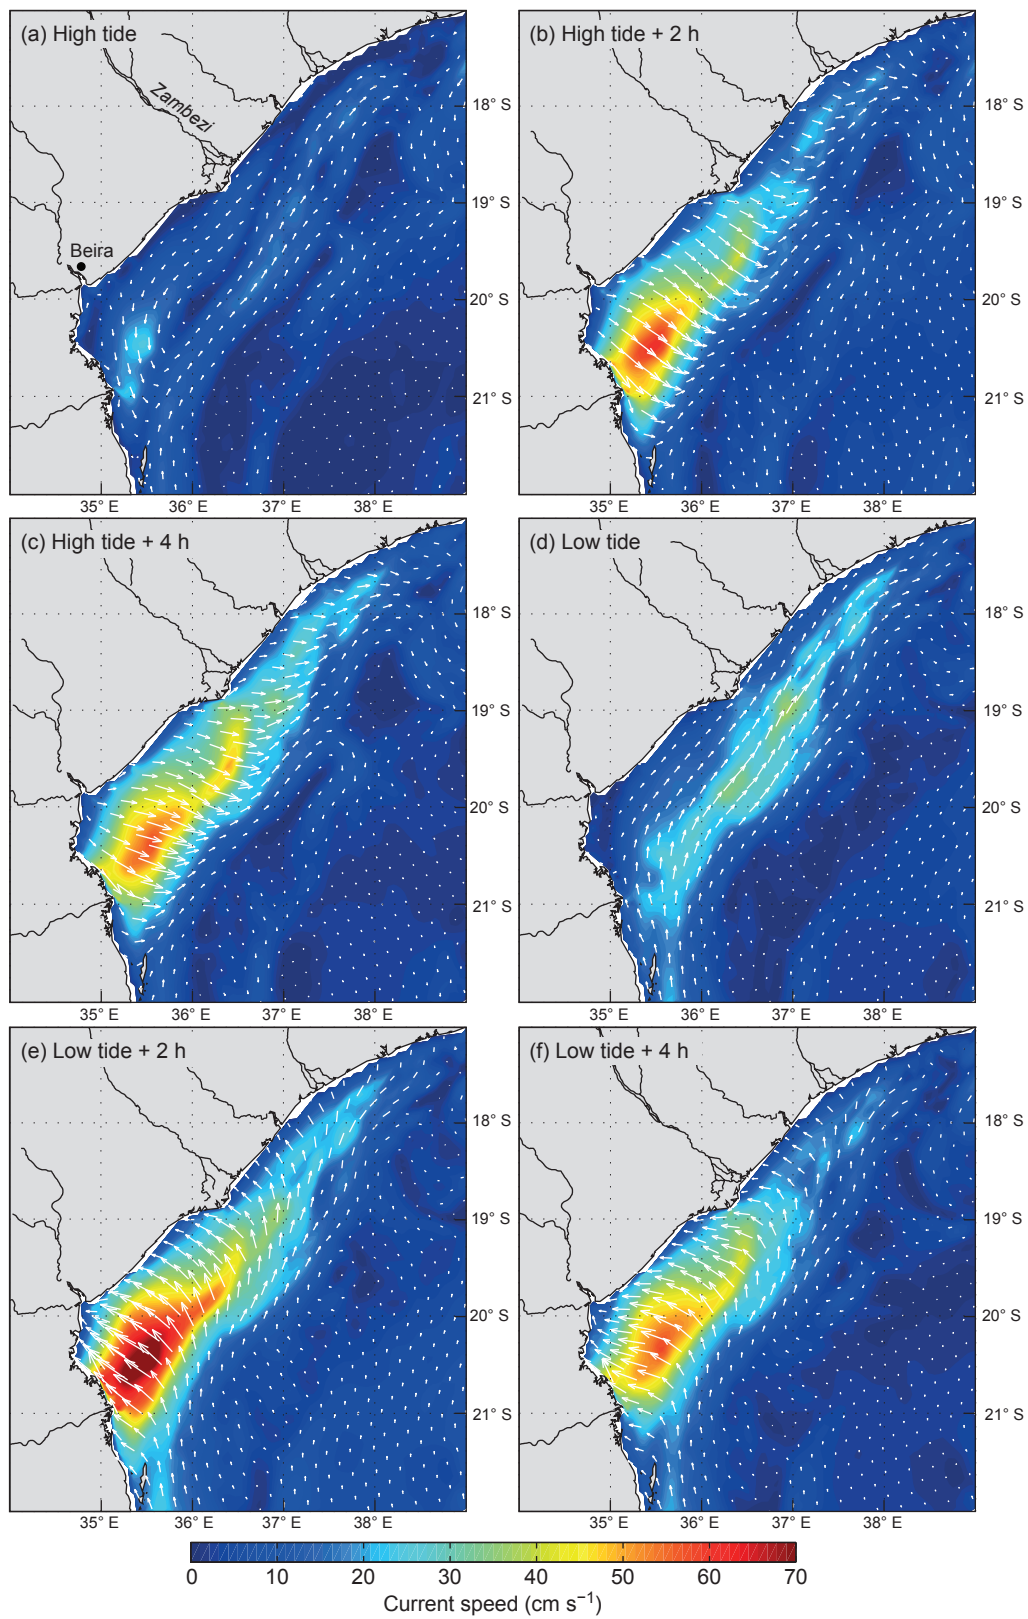 (a) High tide
Zambezi
Beira
18° S
19° S
20° S
21° S
35° E 36° E 37° E 38° E
(b) High tide + 2 h
18° S
19° S
20° S
21° S
35° E 36° E 37° E 38° E
(c) High tide + 4 h
18° S
19° S
20° S
21° S
35° E 36° E 37° E 38° E
(d) Low tide
18° S
19° S
20° S
21° S
35° E 36° E 37° E 38° E
(e) Low tide + 2 h
18° S
19° S
20° S
21° S
35° E 36° E 37° E 38° E
(f) Low tide + 4 h
18° S
19° S
20° S
21° S
35° E 36° E 37° E 38° E
0 10 20 30 40 50 60 70
Current speed (cm s⁻¹)